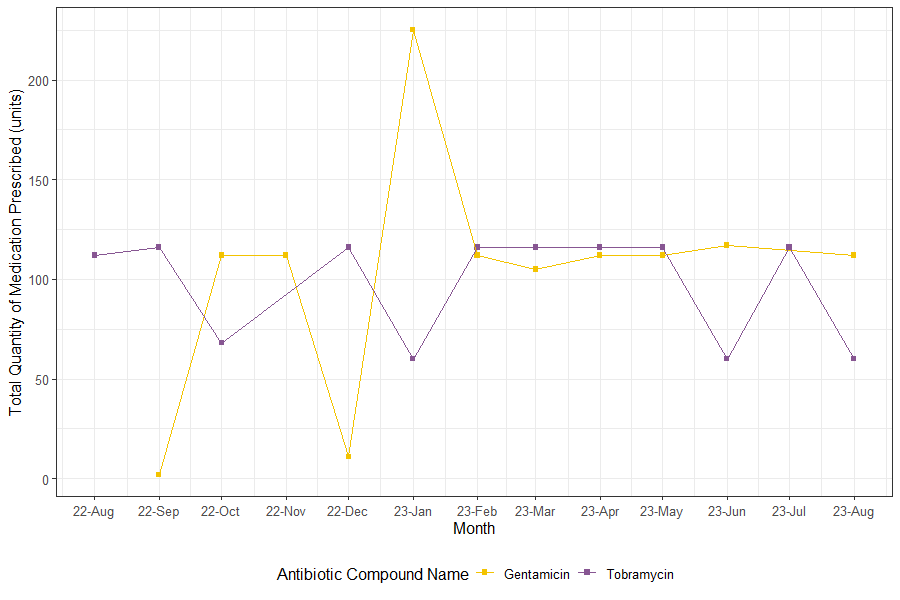 Total Quantity of Medication Prescribed (units)
200
150
100
50
0
22-Aug 22-Sep 22-Oct 22-Nov 22-Dec 23-Jan 23-Feb 23-Mar 23-Apr 23-May 23-Jun 23-Jul 23-Aug
Month
Antibiotic Compound Name Gentamicin Tobramycin